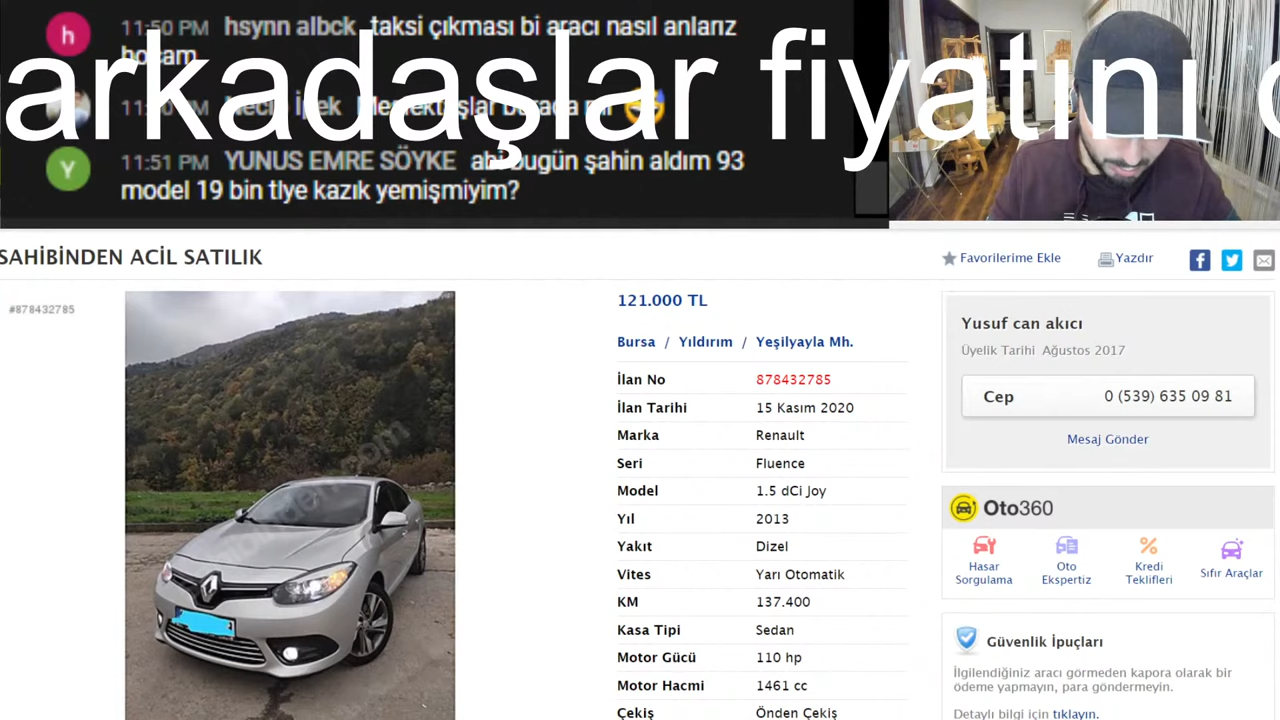 h 11:50 PM hsynn albck taksi çıkması bi aracı nasıl anlarız
hocam
arkadaşlar fiyatını
Y 11:51 PM YUNUS EMRE SÖYKE abi bugün şahin aldım 93
model 19 bin tlye kazık yemişmiyim?
SAHİBİNDEN ACİL SATILIK
Favorilerime Ekle
Yazdır
#878432785
121.000 TL
Bursa / Yıldırım / Yeşilyayla Mh.
İlan No 878432785
İlan Tarihi 15 Kasım 2020
Marka Renault
Seri Fluence
Model 1.5 dCi Joy
Yıl 2013
Yakıt Dizel
Vites Yarı Otomatik
KM 137.400
Kasa Tipi Sedan
Motor Gücü 110 hp
Motor Hacmi 1461 cc
Çekiş Önden Çekiş
Yusuf can akıcı
Üyelik Tarihi Ağustos 2017
Cep 0 (539) 635 09 81
Mesaj Gönder
Oto360
Hasar Sorgulama
Oto Ekspertiz
Kredi Teklifleri
Sıfır Araçlar
Güvenlik İpuçları
İlgilendiğiniz aracı görmeden kapora olarak bir
ödeme yapmayın, para göndermeyin.
Detaylı bilgi için tıklayın.